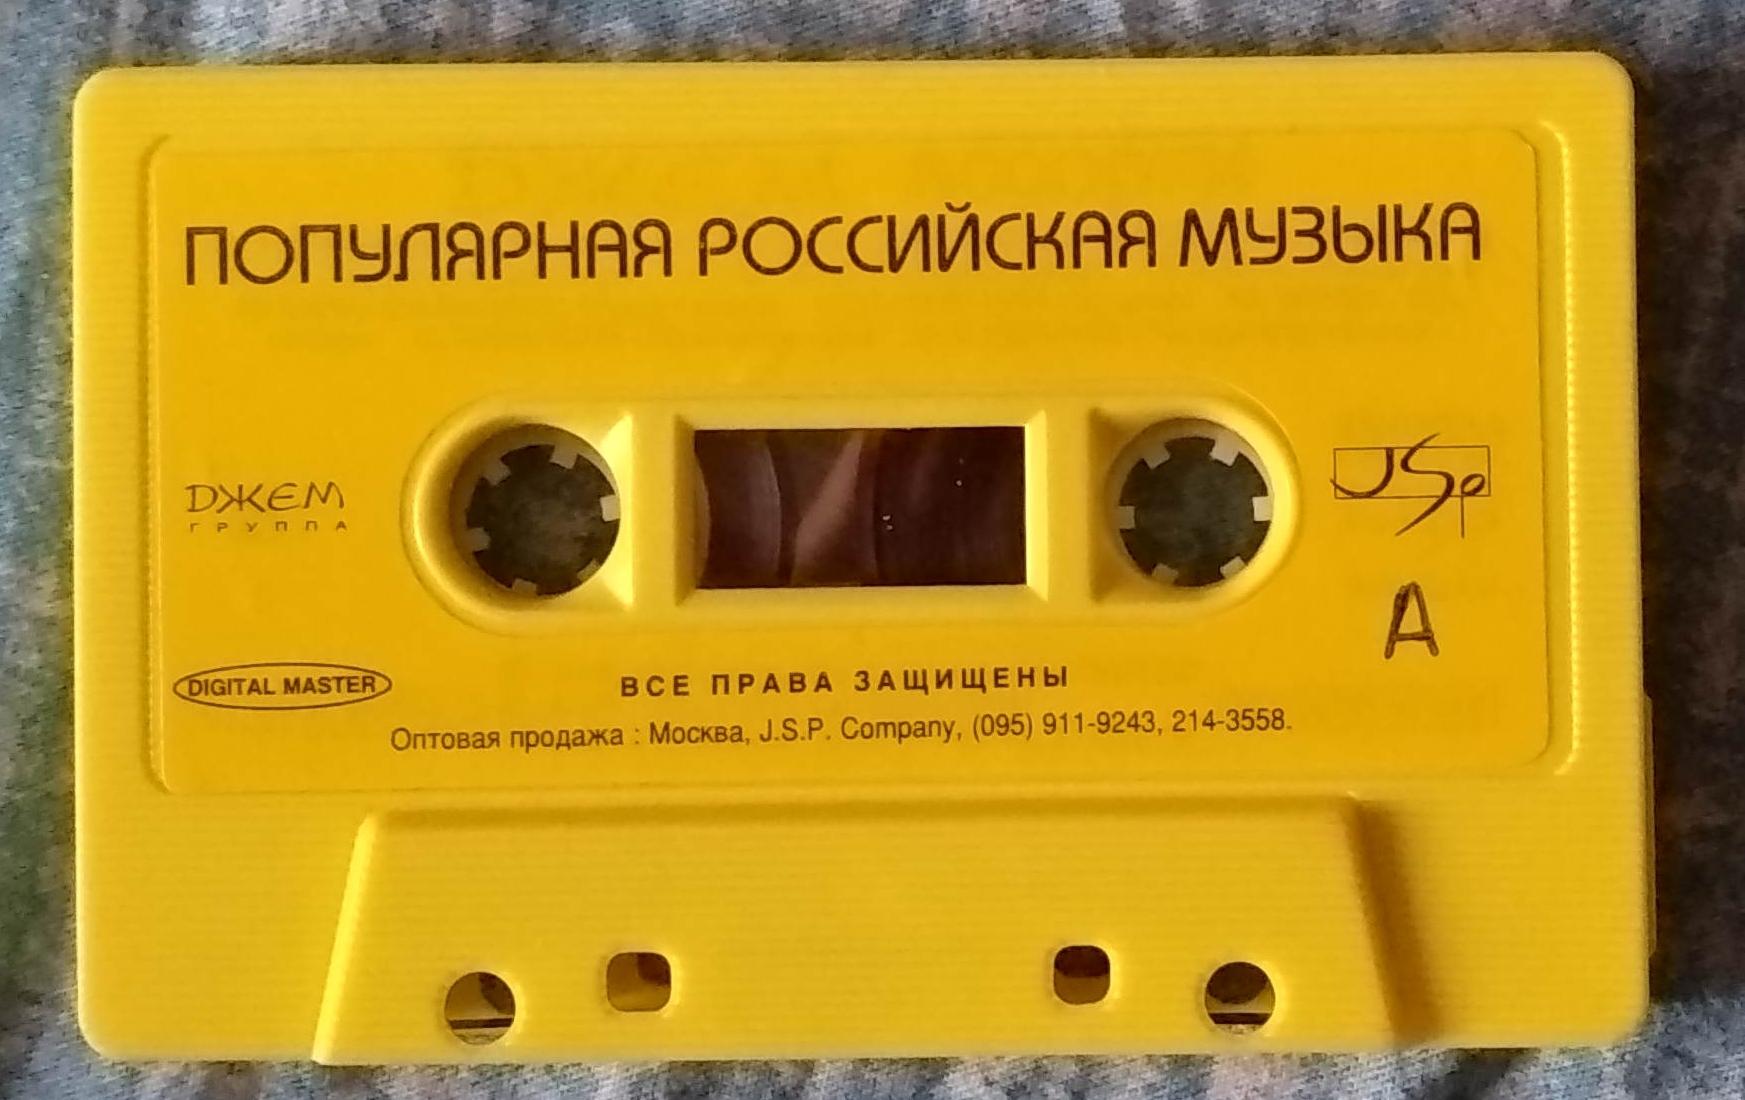 ПОПУЛЯРНАЯ РОССИЙСКАЯ МУЗЫКА
ДЖЕМ
ГРУППА
JSP
A
DIGITAL MASTER
ВСЕ ПРАВА ЗАЩИЩЕНЫ
Оптовая продажа : Москва, J.S.P. Company, (095) 911-9243, 214-3558.